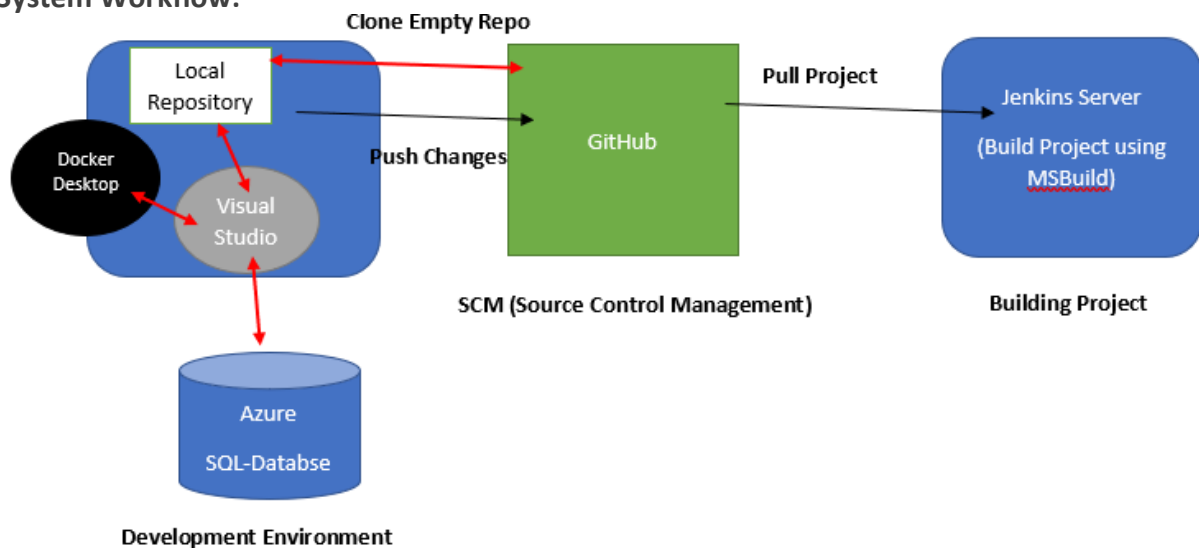 System Workflow:
Clone Empty Repo
Local
Repository
Docker
Desktop
Visual
Studio
Push Changes
GitHub
Pull Project
Jenkins Server
(Build Project using
MSBuild)
SCM (Source Control Management)
Building Project
Azure
SQL-Databse
Development Environment